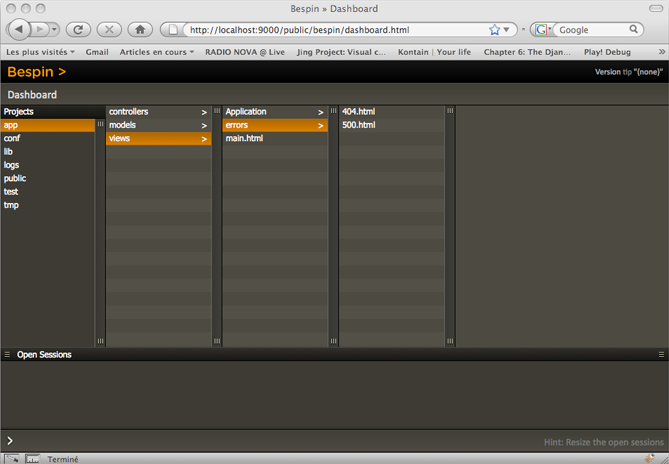 Bespin » Dashboard
http://localhost:9000/public/bespin/dashboard.html
Google
Les plus visités
Gmail
Articles en cours
RADIO NOVA @ Live
Jing Project: Visual c...
Kontain | Your life
Chapter 6: The Djan...
Play! Debug
»
Bespin >
Version tip "(none)"
Dashboard
Projects
app
conf
lib
logs
public
test
tmp
controllers >
models >
views >
Application >
errors >
main.html
404.html
500.html
Open Sessions
>
Hint: Resize the open sessions
Terminé